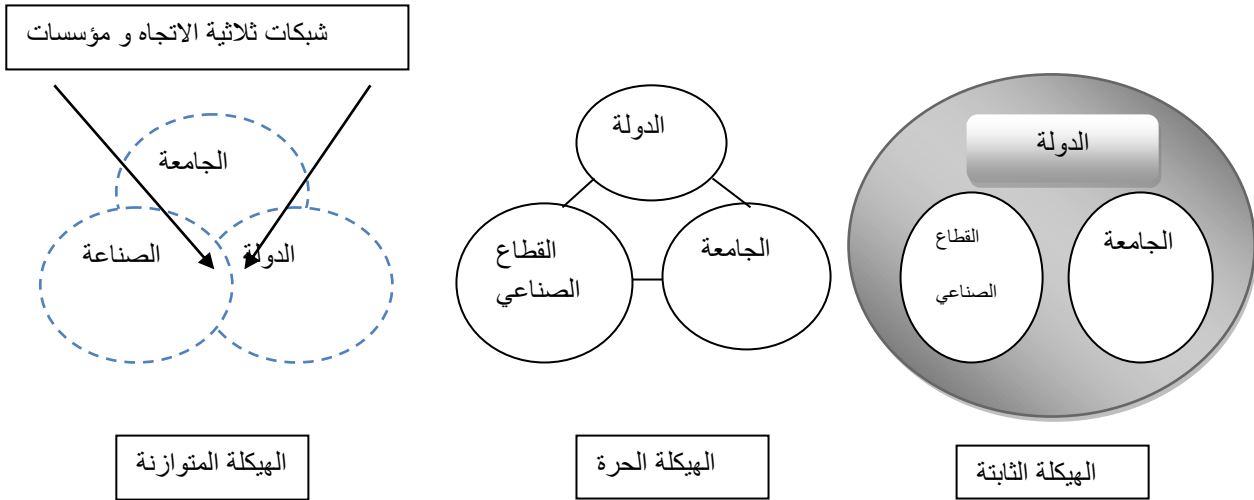 شبكات ثلاثية الاتجاه و مؤسسات
الدولة
القطاع
الصناعي
الجامعة
الهيكلة الثابتة
الدولة
الجامعة
القطاع
الصناعي
الهيكلة الحرة
الجامعة
الدولة
الصناعة
الهيكلة المتوازنة